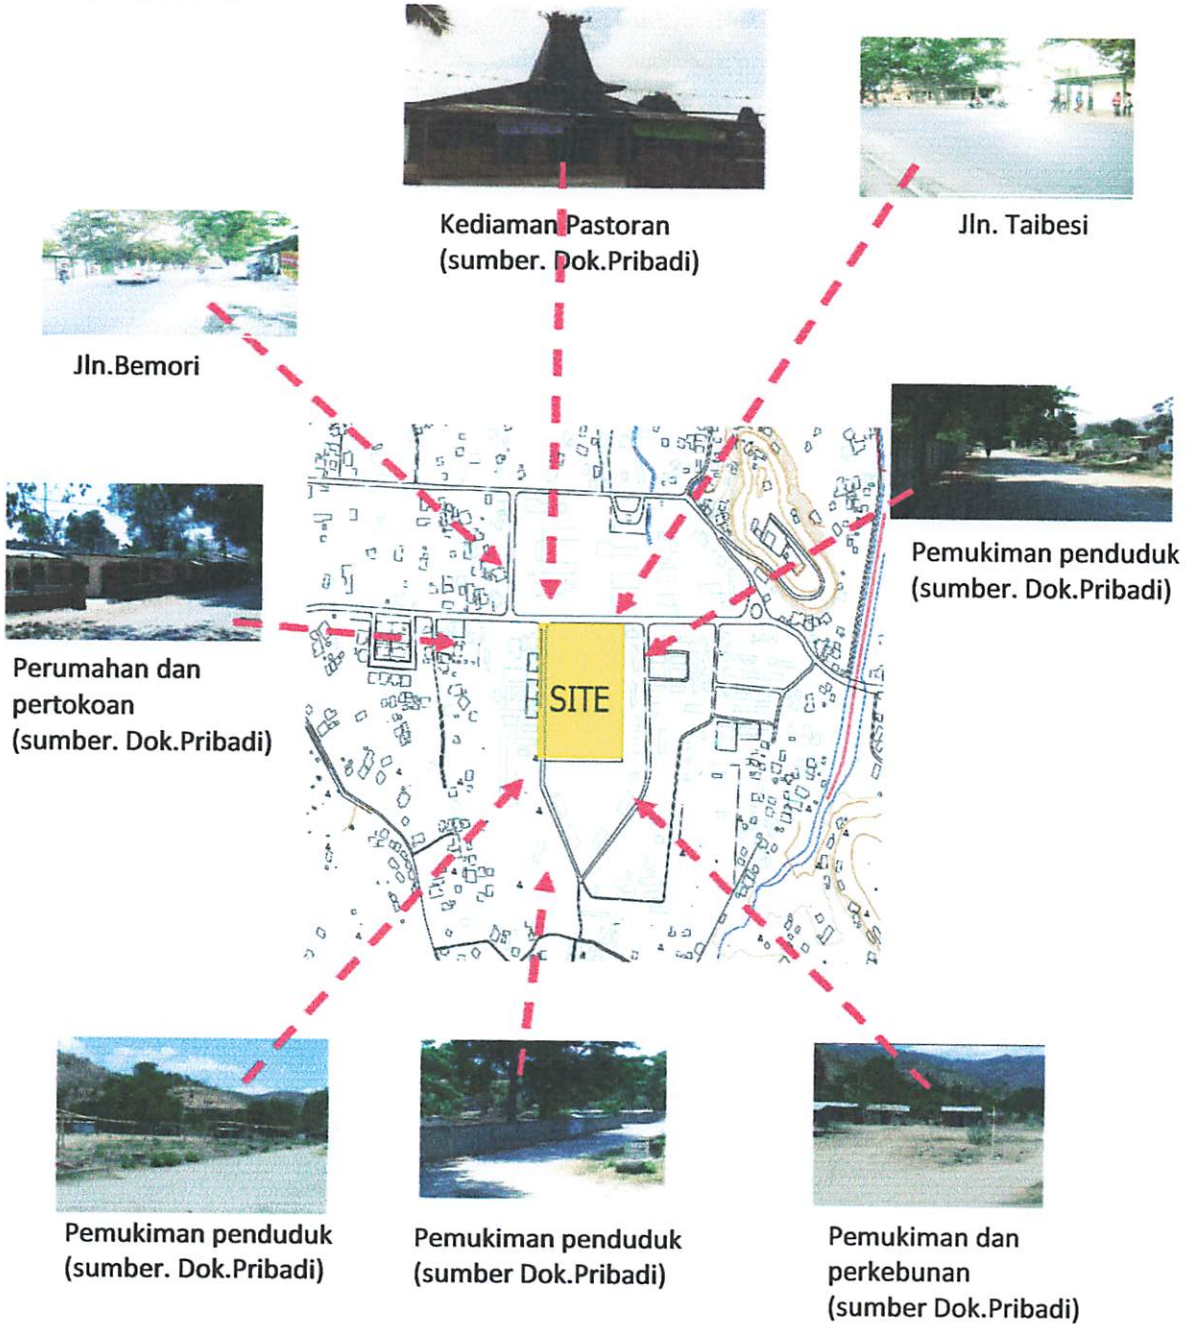 Kediaman Pastoran
(sumber. Dok.Pribadi)
Jln. Taibesi
Jln.Bemori
Pemukiman penduduk
(sumber. Dok.Pribadi)
Perumahan dan
pertokoan
(sumber. Dok.Pribadi)
SITE
Pemukiman penduduk
(sumber. Dok.Pribadi)
Pemukiman penduduk
(sumber Dok.Pribadi)
Pemukiman dan
perkebunan
(sumber Dok.Pribadi)